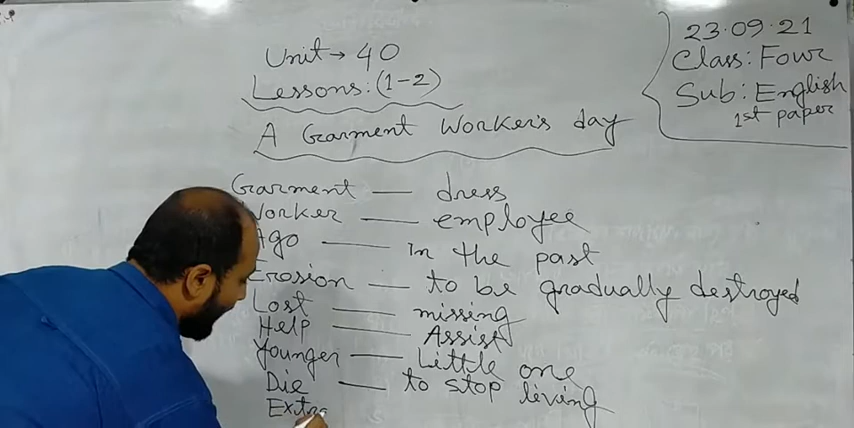 23.09.21
Class: Four
Sub: English
1st paper
Unit → 40
Lessons: (1-2)
A Garment Worker's day
Garment — dress
Worker — employee
Ago — in the past
Erosion — to be gradually destroyed
Lost — missing
Help — Assist
Younger — Little one
Die — to stop living
Extra